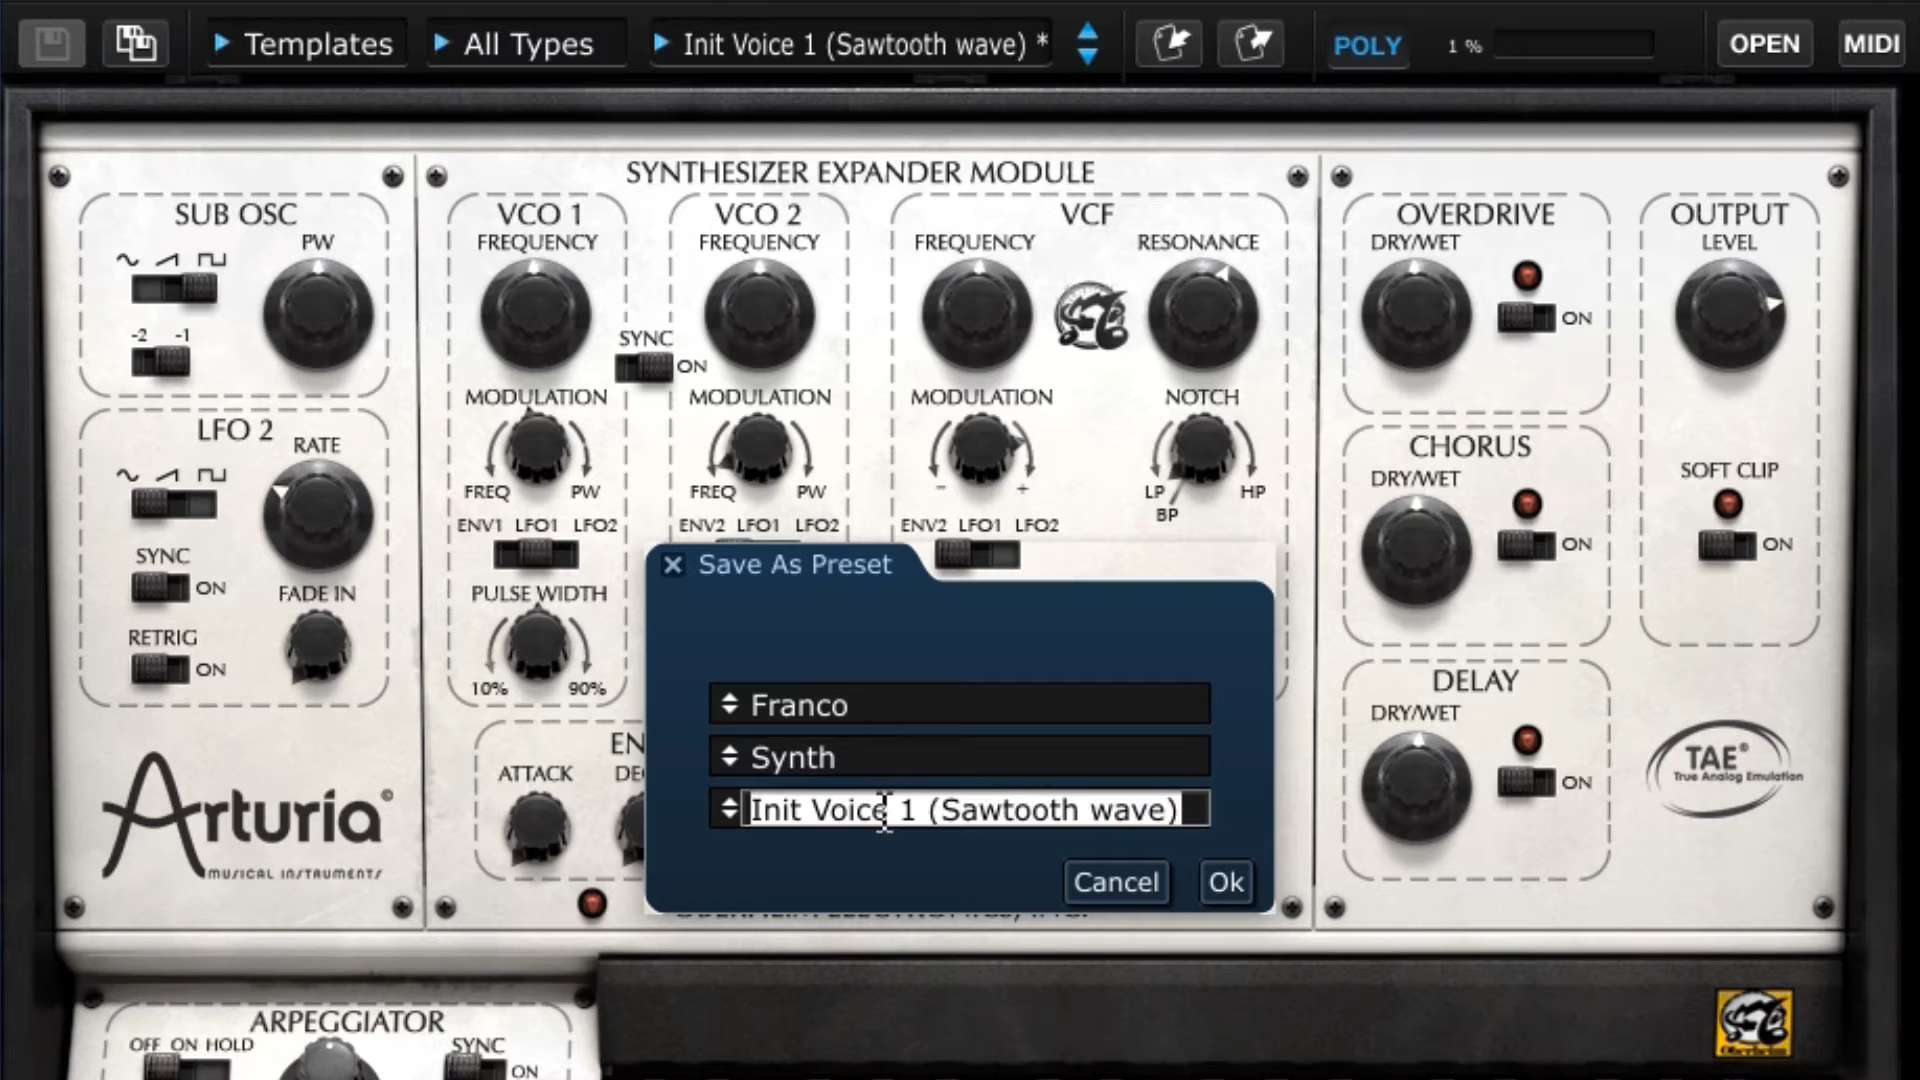 Templates
All Types
Init Voice 1 (Sawtooth wave) *
POLY
1 %
OPEN
MIDI
SYNTHESIZER EXPANDER MODULE
SUB OSC
PW
-2 -1
LFO 2
RATE
SYNC
ON
FADE IN
RETRIG
ON
Arturia
MUSICAL INSTRUMENTS
VCO 1
FREQUENCY
SYNC
ON
MODULATION
FREQ PW
ENV1 LFO1 LFO2
PULSE WIDTH
10% 90%
VCO 2
FREQUENCY
MODULATION
FREQ PW
ENV2 LFO1 LFO2
VCF
FREQUENCY
RESONANCE
MODULATION
- +
NOTCH
LP HP
BP
ENV2 LFO1 LFO2
ATTACK
Save As Preset
Franco
Synth
Init Voice 1 (Sawtooth wave)
Cancel
Ok
OVERDRIVE
DRY/WET
ON
CHORUS
DRY/WET
ON
DELAY
DRY/WET
ON
OUTPUT
LEVEL
SOFT CLIP
ON
TAE®
True Analog Emulation
ARPEGGIATOR
OFF ON HOLD
SYNC
ON
Oberheim